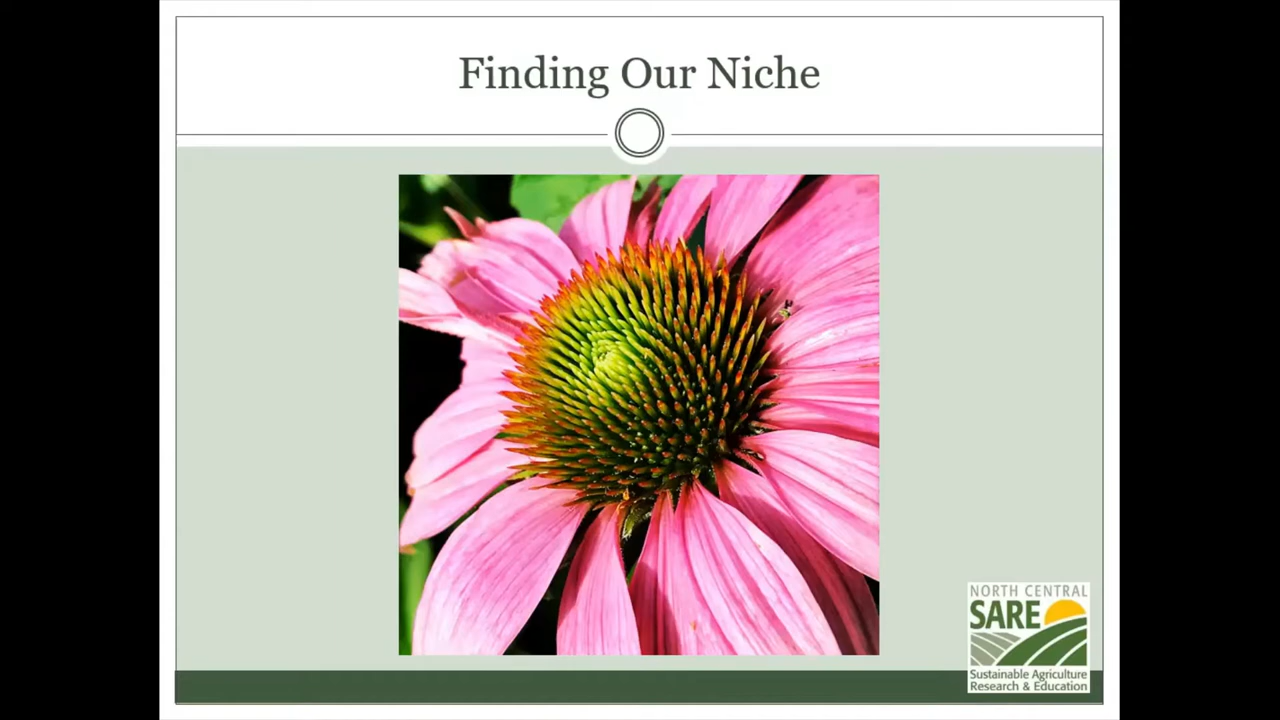 Finding Our Niche
NORTH CENTRAL
SARE
Sustainable Agriculture
Research & Education